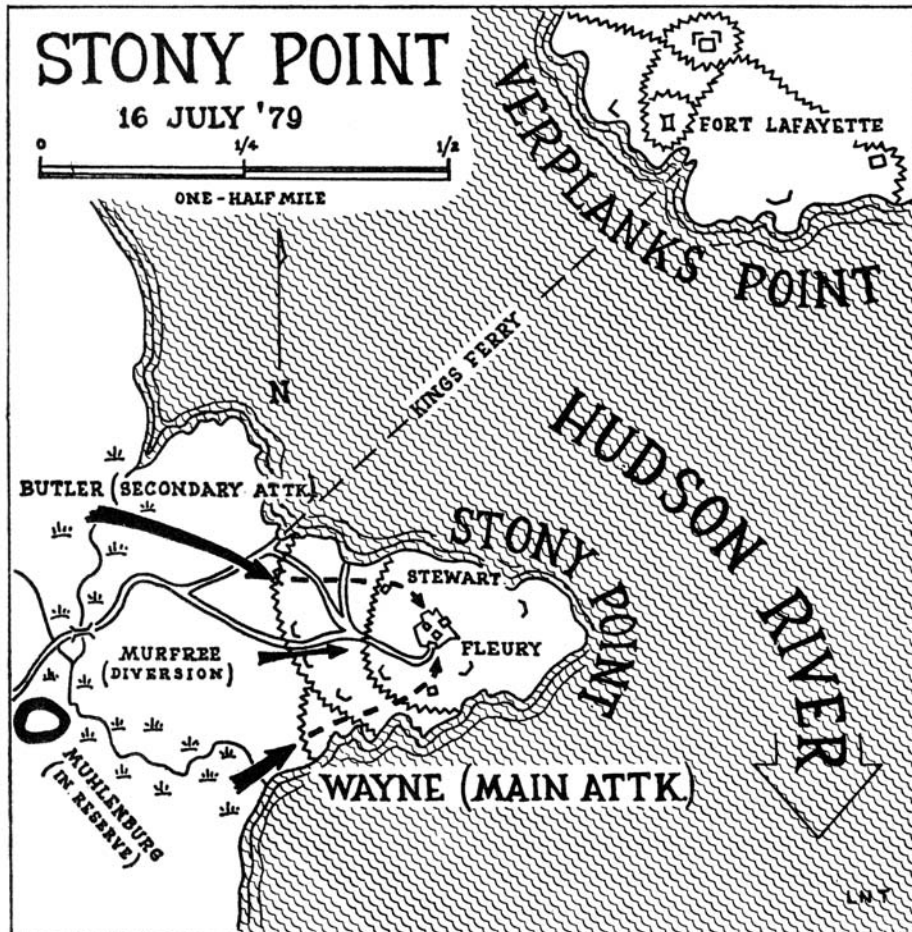 STONY POINT
16 JULY '79
0 1/4 1/2
ONE-HALF MILE
VERPLANKS POINT
FORT LAFAYETTE
KINGS FERRY
N
HUDSON RIVER
BUTLER (SECONDARY ATTK)
STONY POINT
STEWART
FLEURY
MURFREE
(DIVERSION)
MUHLENBURG
(IN RESERVE)
WAYNE (MAIN ATTK.)
LNT